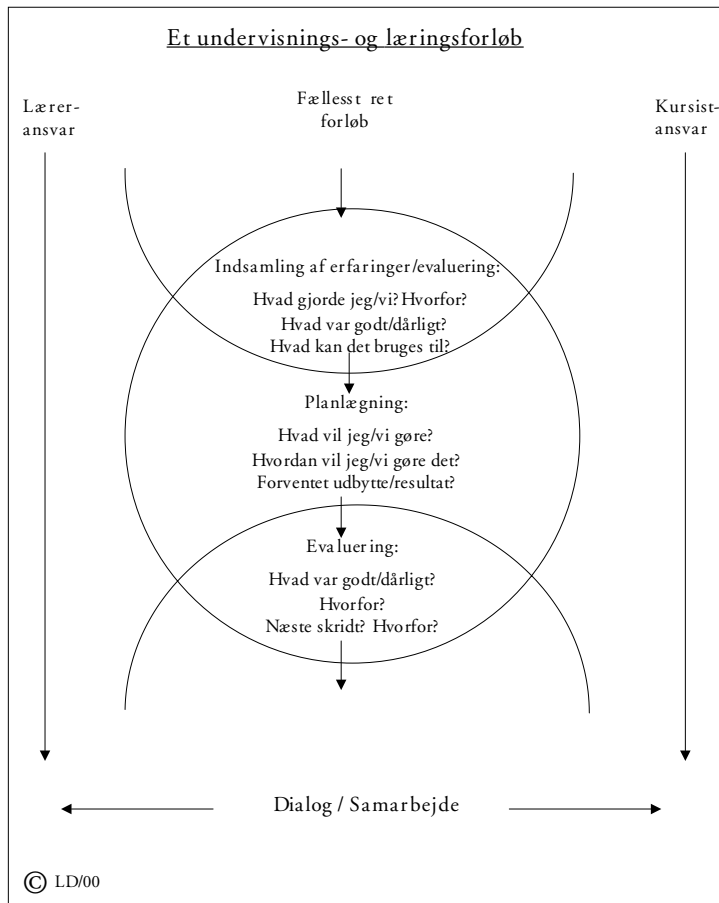 Et undervisnings- og læringsforløb
Lærer-
ansvar
Fællesst ret
forløb
Kursist-
ansvar
Indsamling af erfaringer/evaluering:
Hvad gjorde jeg/vi? Hvorfor?
Hvad var godt/dårligt?
Hvad kan det bruges til?
Planlægning:
Hvad vil jeg/vi gøre?
Hvordan vil jeg/vi gøre det?
Forventet udbytte/resultat?
Evaluering:
Hvad var godt/dårligt?
Hvorfor?
Næste skridt? Hvorfor?
Dialog / Samarbejde
© LD/00